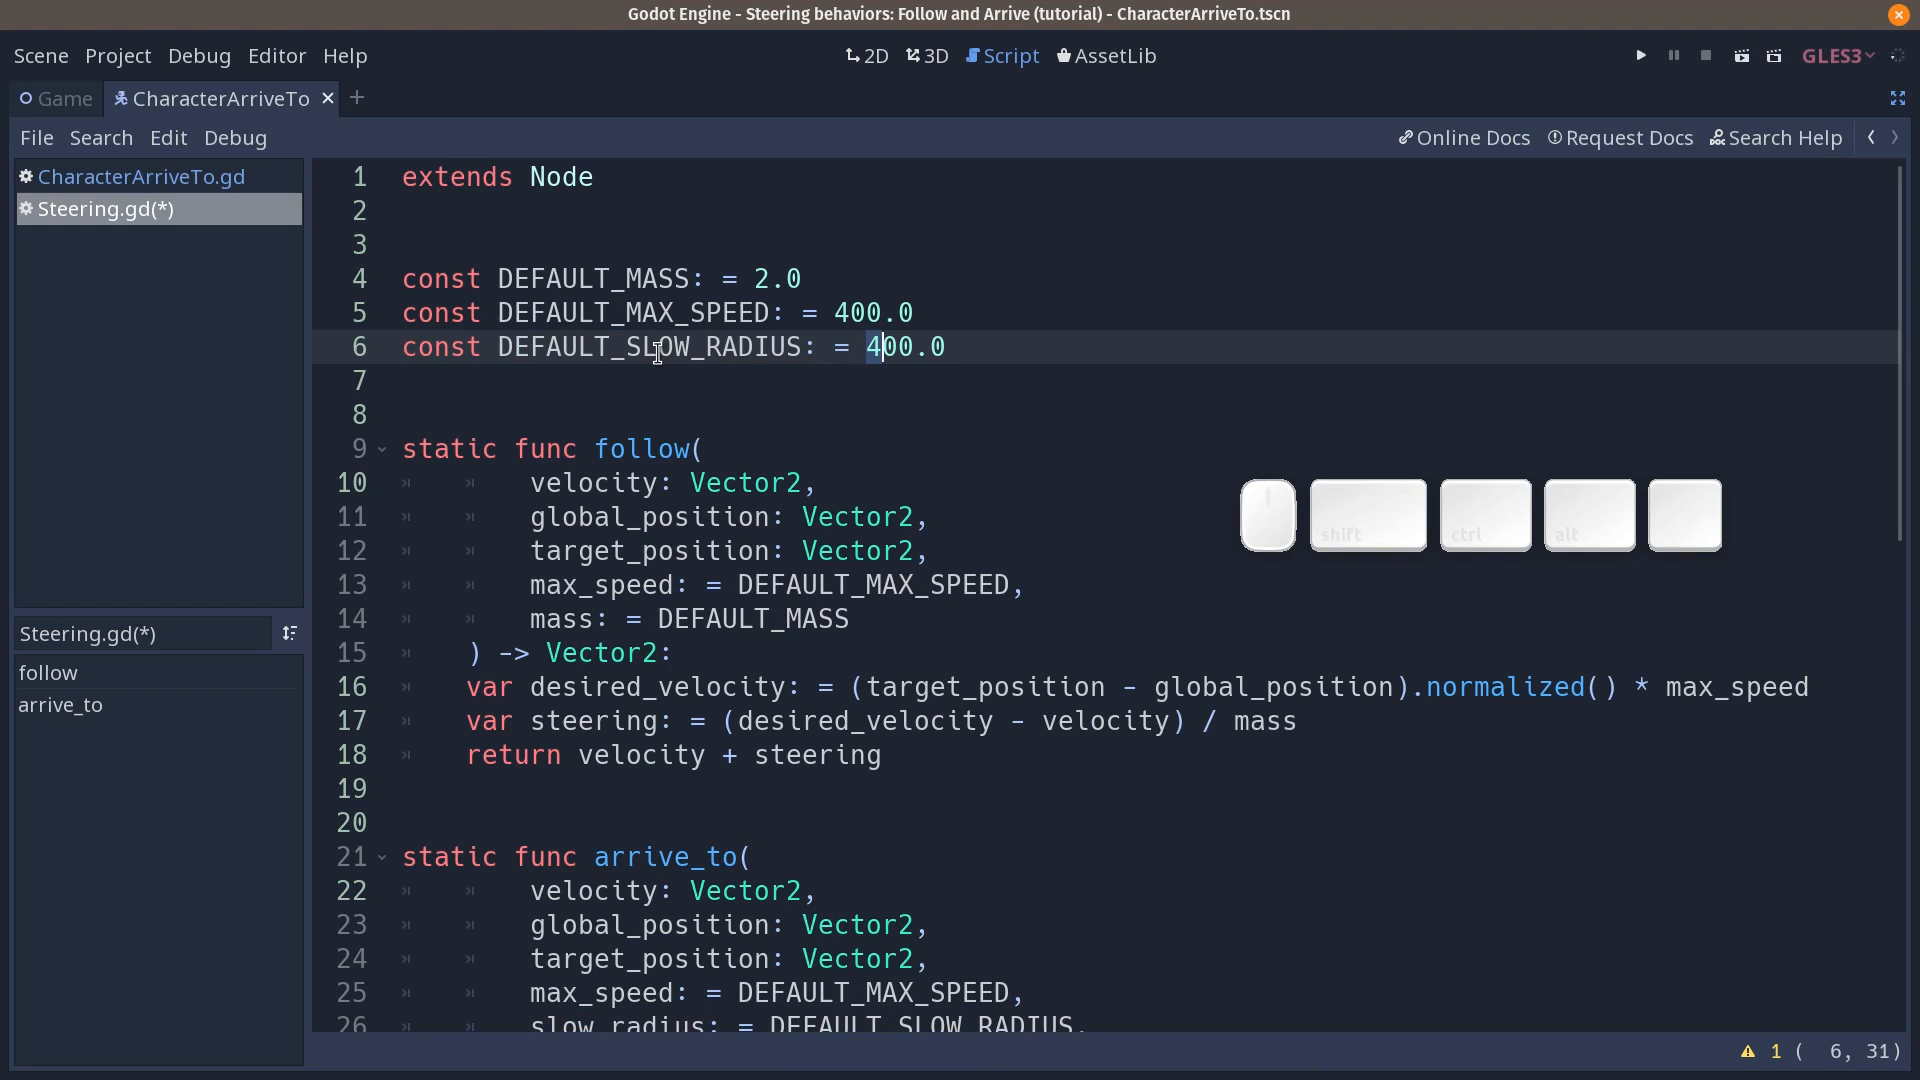 Godot Engine - Steering behaviors: Follow and Arrive (tutorial) - CharacterArriveTo.tscn
Scene Project Debug Editor Help 2D 3D Script AssetLib GLES3
Game CharacterArriveTo
File Search Edit Debug Online Docs Request Docs Search Help
CharacterArriveTo.gd
Steering.gd(*)
Steering.gd(*)
follow
arrive_to
1 extends Node
2
3
4 const DEFAULT_MASS: = 2.0
5 const DEFAULT_MAX_SPEED: = 400.0
6 const DEFAULT_SLOW_RADIUS: = 400.0
7
8
9 static func follow(
10 velocity: Vector2,
11 global_position: Vector2,
12 target_position: Vector2,
13 max_speed: = DEFAULT_MAX_SPEED,
14 mass: = DEFAULT_MASS
15 ) -> Vector2:
16 var desired_velocity: = (target_position - global_position).normalized() * max_speed
17 var steering: = (desired_velocity - velocity) / mass
18 return velocity + steering
19
20
21 static func arrive_to(
22 velocity: Vector2,
23 global_position: Vector2,
24 target_position: Vector2,
25 max_speed: = DEFAULT_MAX_SPEED,
26 slow_radius: = DEFAULT_SLOW_RADIUS,
shift ctrl alt
1 ( 6, 31)